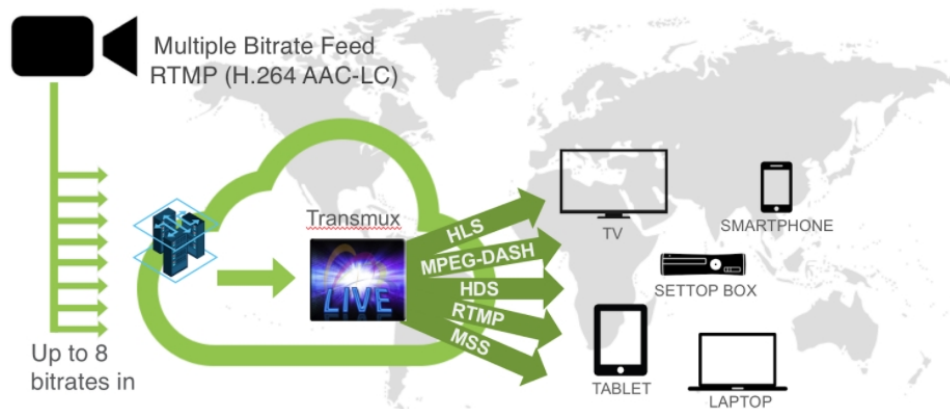 Multiple Bitrate Feed
RTMP (H.264 AAC-LC)
Transmux
LIVE
HLS
MPEG-DASH
HDS
RTMP
MSS
TV
SMARTPHONE
SETTOP BOX
TABLET
LAPTOP
Up to 8
bitrates in